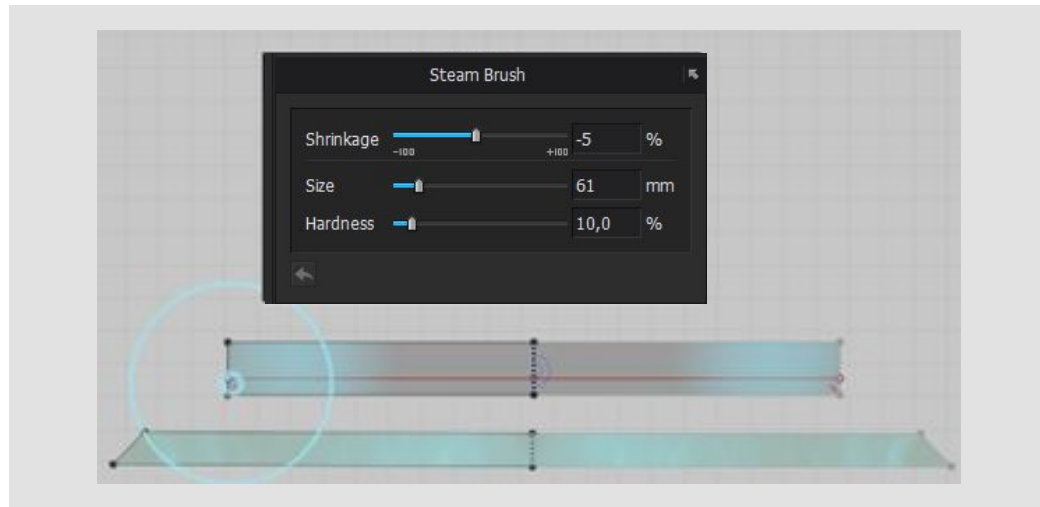 Steam Brush
Shrinkage -5 %
-100 +100
Size 61 mm
Hardness 10,0 %